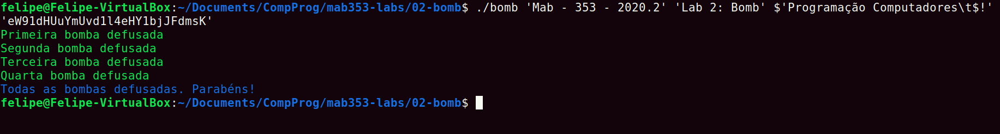 felipe@Felipe-VirtualBox:~/Documents/CompProg/mab353-labs/02-bomb$ ./bomb 'Mab - 353 - 2020.2' 'Lab 2: Bomb' $'Programação Computadores\t$!'
'eW91dHUuYmUvd1l4eHY1bjJFdmsK'
Primeira bomba defusada
Segunda bomba defusada
Terceira bomba defusada
Quarta bomba defusada
Todas as bombas defusadas. Parabéns!
felipe@Felipe-VirtualBox:~/Documents/CompProg/mab353-labs/02-bomb$